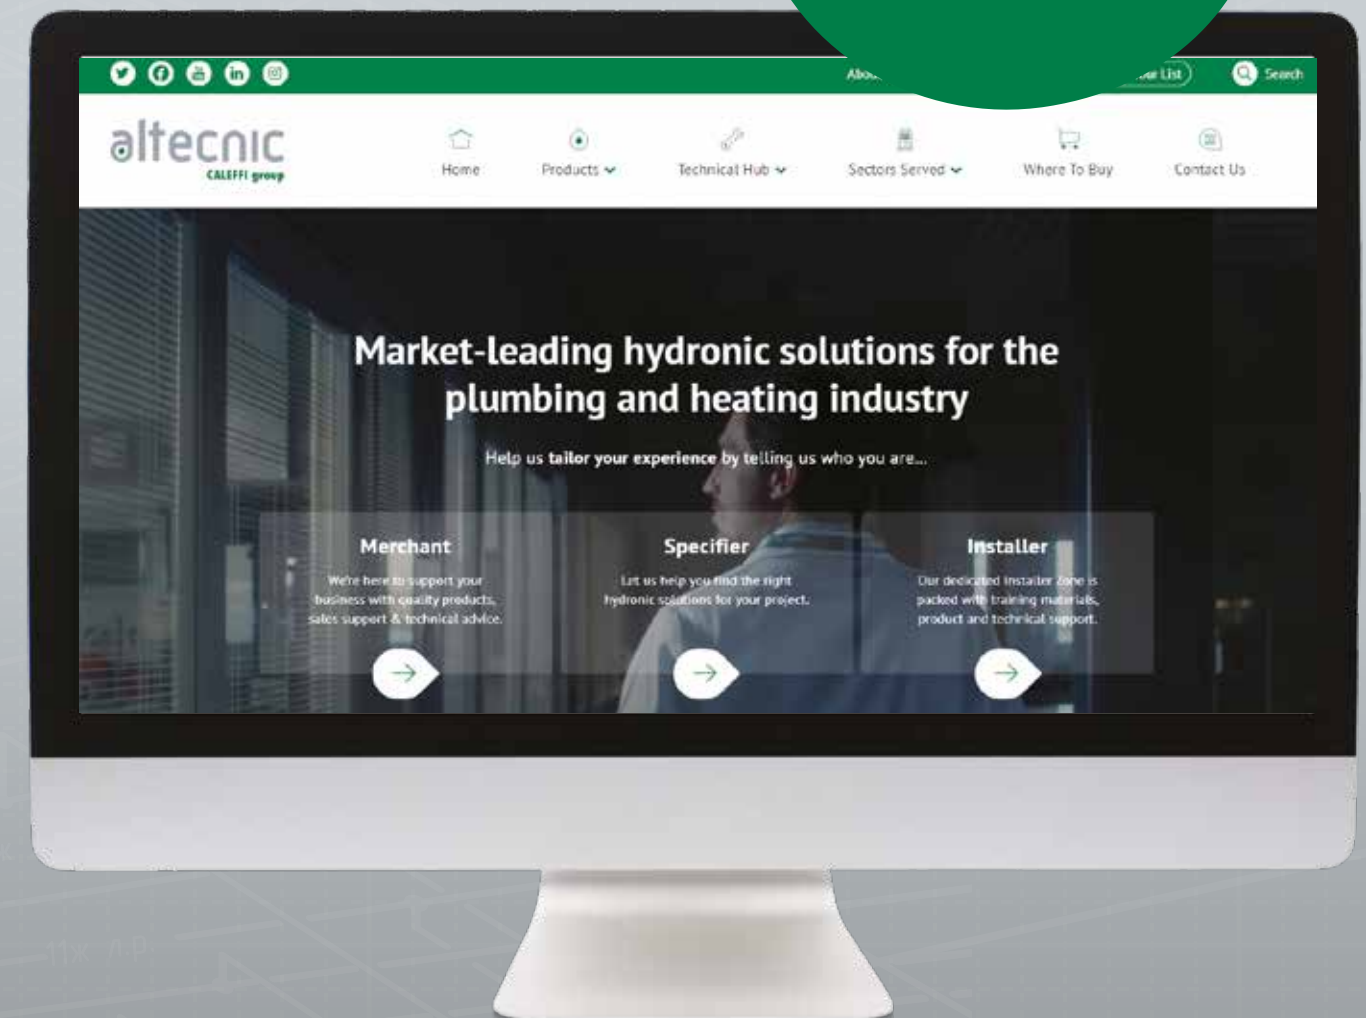 Search
altecnic
CALEFFI group
Home
Products
Technical Hub
Sectors Served
Where To Buy
Contact Us
Market-leading hydronic solutions for the
plumbing and heating industry
Help us tailor your experience by telling us who you are...
Merchant
We're here to support your
business with quality products,
sales support & technical advice.
Specifier
Let us help you find the right
hydronic solutions for your project.
Installer
Our dedicated Installer Zone is
packed with training materials,
product and technical support.